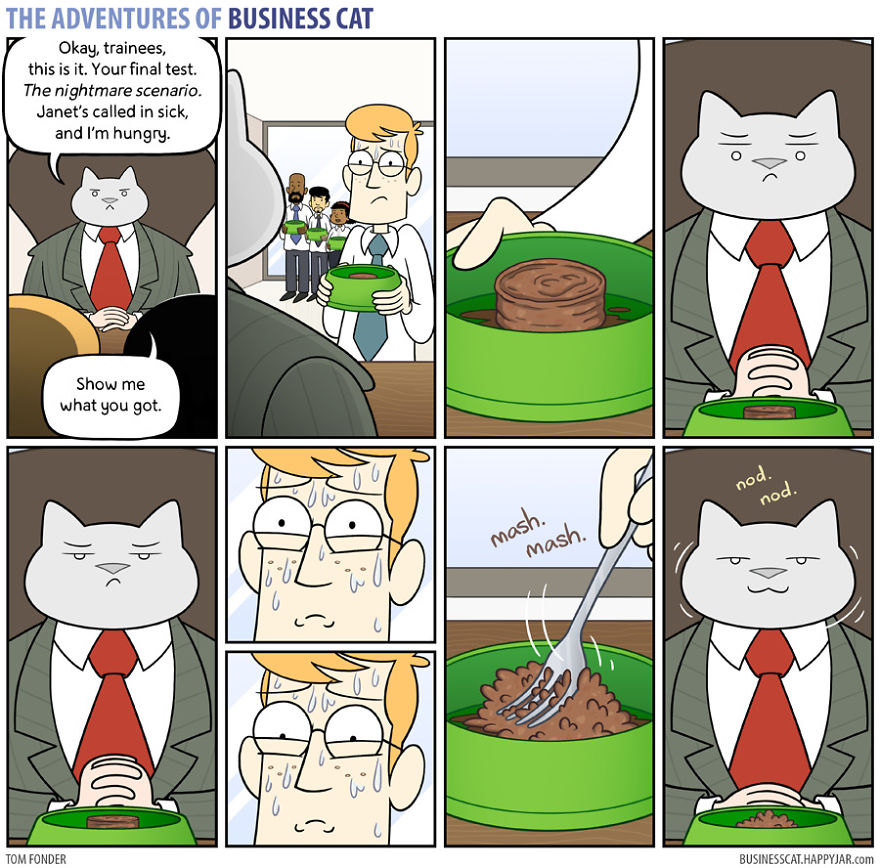 THE ADVENTURES OF BUSINESS CAT
Okay, trainees,
this is it. Your final test.
The nightmare scenario.
Janet's called in sick,
and I'm hungry.
Show me
what you got.
mash.
mash.
nod.
nod.
TOM FONDER
BUSINESSCAT.HAPPYJAR.com